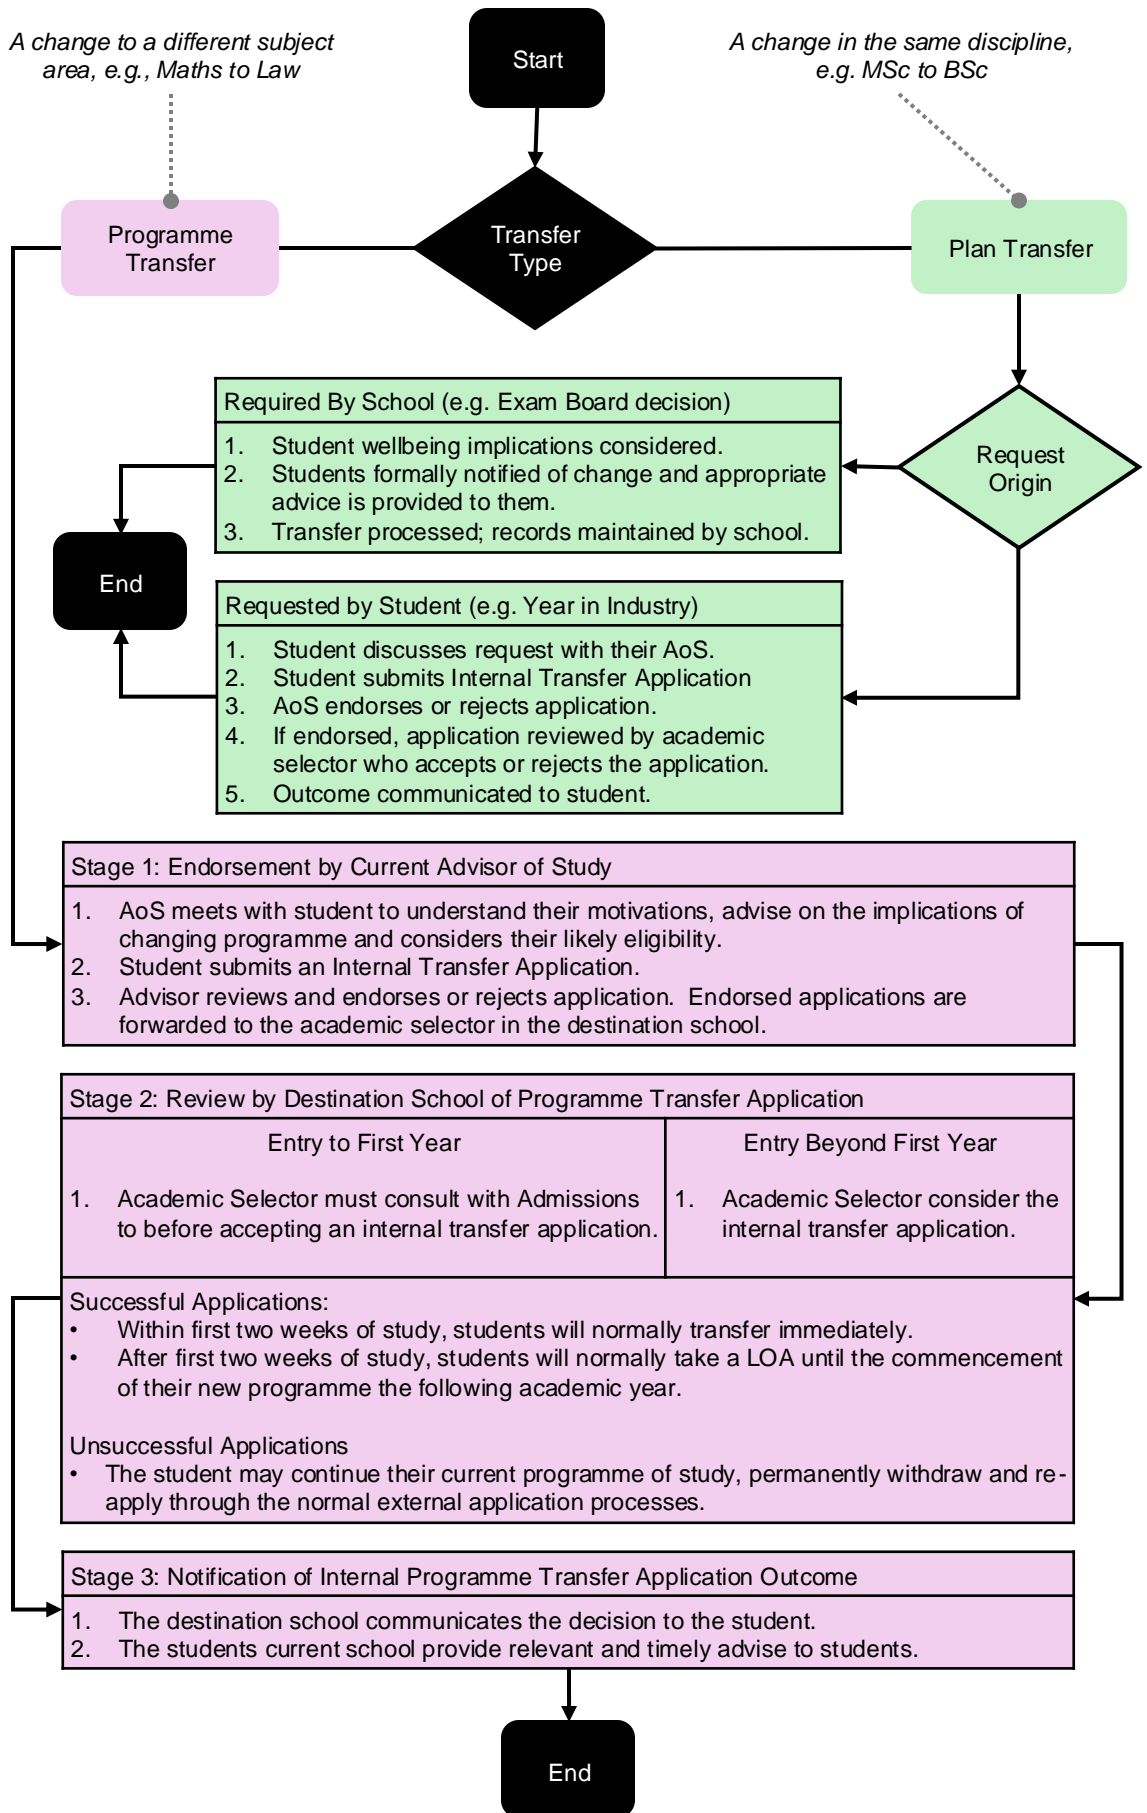 A change to a different subject
area, e.g., Maths to Law
Start
A change in the same discipline,
e.g. MSc to BSc
Programme
Transfer
Transfer
Type
Plan Transfer
Required By School (e.g. Exam Board decision)
1. Student wellbeing implications considered.
2. Students formally notified of change and appropriate
advice is provided to them.
3. Transfer processed; records maintained by school.
Request
Origin
End
Requested by Student (e.g. Year in Industry)
1. Student discusses request with their AoS.
2. Student submits Internal Transfer Application
3. AoS endorses or rejects application.
4. If endorsed, application reviewed by academic
selector who accepts or rejects the application.
5. Outcome communicated to student.
Stage 1: Endorsement by Current Advisor of Study
1. AoS meets with student to understand their motivations, advise on the implications of
changing programme and considers their likely eligibility.
2. Student submits an Internal Transfer Application.
3. Advisor reviews and endorses or rejects application. Endorsed applications are
forwarded to the academic selector in the destination school.
Stage 2: Review by Destination School of Programme Transfer Application
Entry to First Year
1. Academic Selector must consult with Admissions
to before accepting an internal transfer application.
Entry Beyond First Year
1. Academic Selector consider the
internal transfer application.
Successful Applications:
• Within first two weeks of study, students will normally transfer immediately.
• After first two weeks of study, students will normally take a LOA until the commencement
of their new programme the following academic year.
Unsuccessful Applications
• The student may continue their current programme of study, permanently withdraw and re-
apply through the normal external application processes.
Stage 3: Notification of Internal Programme Transfer Application Outcome
1. The destination school communicates the decision to the student.
2. The students current school provide relevant and timely advise to students.
End